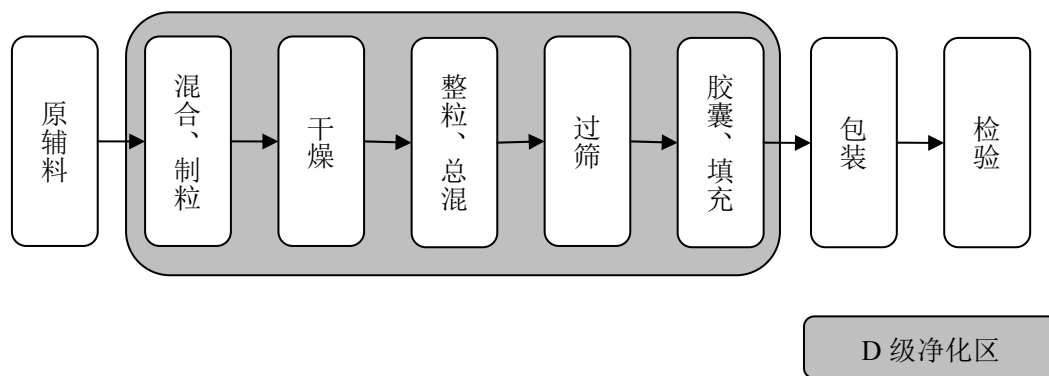 原辅料
混合、制粒
干燥
整粒、总混
过筛
胶囊、填充
包装
检验
D 级净化区